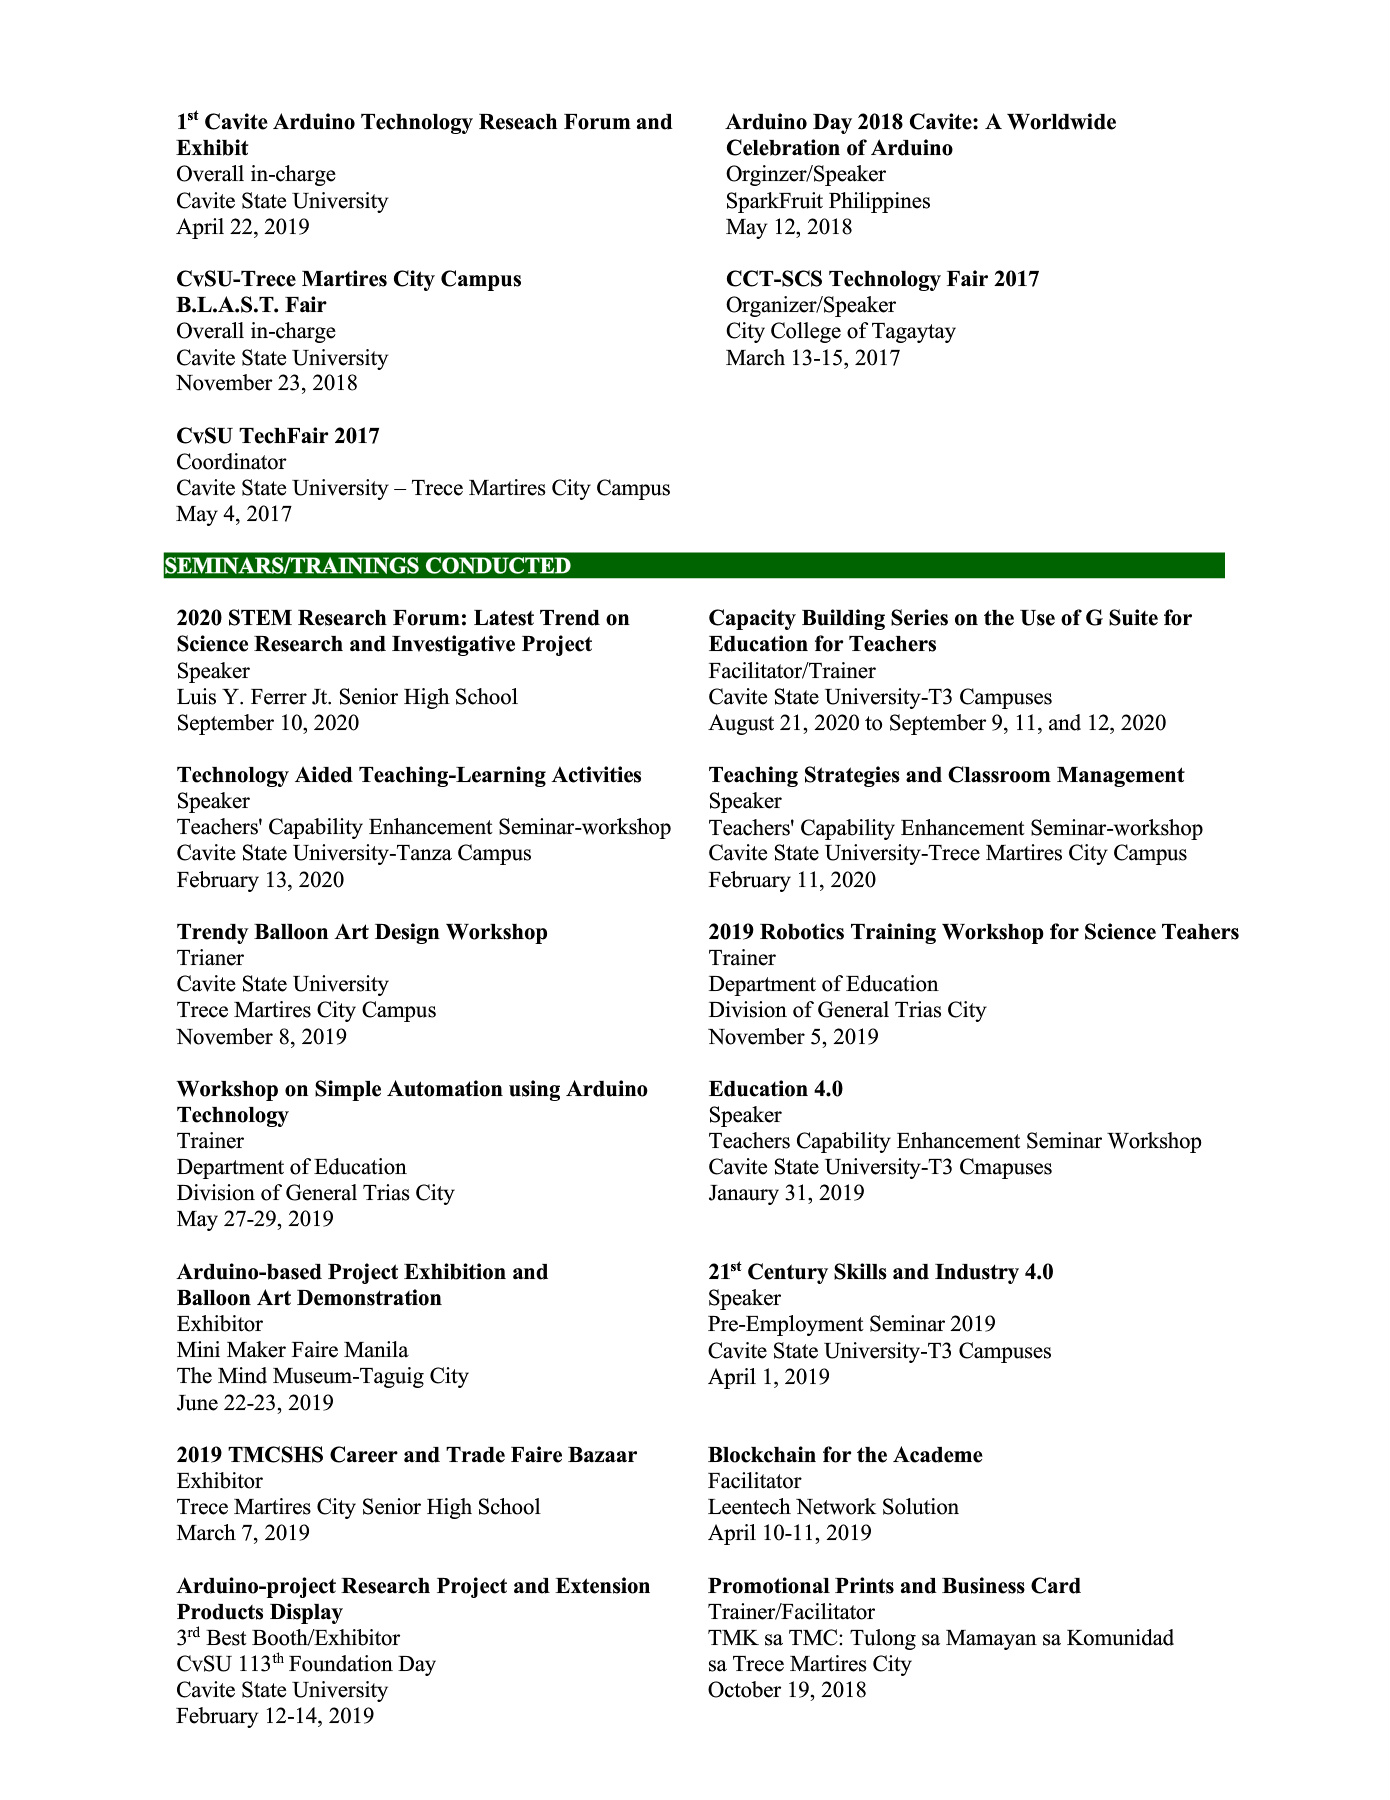 1st Cavite Arduino Technology Reseach Forum and
Exhibit
Overall in-charge
Cavite State University
April 22, 2019
Arduino Day 2018 Cavite: A Worldwide
Celebration of Arduino
Orginzer/Speaker
SparkFruit Philippines
May 12, 2018
CvSU-Trece Martires City Campus
B.L.A.S.T. Fair
Overall in-charge
Cavite State University
November 23, 2018
CCT-SCS Technology Fair 2017
Organizer/Speaker
City College of Tagaytay
March 13-15, 2017
CvSU TechFair 2017
Coordinator
Cavite State University – Trece Martires City Campus
May 4, 2017
SEMINARS/TRAININGS CONDUCTED
2020 STEM Research Forum: Latest Trend on
Science Research and Investigative Project
Speaker
Luis Y. Ferrer Jt. Senior High School
September 10, 2020
Capacity Building Series on the Use of G Suite for
Education for Teachers
Facilitator/Trainer
Cavite State University-T3 Campuses
August 21, 2020 to September 9, 11, and 12, 2020
Technology Aided Teaching-Learning Activities
Speaker
Teachers' Capability Enhancement Seminar-workshop
Cavite State University-Tanza Campus
February 13, 2020
Teaching Strategies and Classroom Management
Speaker
Teachers' Capability Enhancement Seminar-workshop
Cavite State University-Trece Martires City Campus
February 11, 2020
Trendy Balloon Art Design Workshop
Trianer
Cavite State University
Trece Martires City Campus
November 8, 2019
2019 Robotics Training Workshop for Science Teahers
Trainer
Department of Education
Division of General Trias City
November 5, 2019
Workshop on Simple Automation using Arduino
Technology
Trainer
Department of Education
Division of General Trias City
May 27-29, 2019
Education 4.0
Speaker
Teachers Capability Enhancement Seminar Workshop
Cavite State University-T3 Cmapuses
Janaury 31, 2019
Arduino-based Project Exhibition and
Balloon Art Demonstration
Exhibitor
Mini Maker Faire Manila
The Mind Museum-Taguig City
June 22-23, 2019
21st Century Skills and Industry 4.0
Speaker
Pre-Employment Seminar 2019
Cavite State University-T3 Campuses
April 1, 2019
2019 TMCSHS Career and Trade Faire Bazaar
Exhibitor
Trece Martires City Senior High School
March 7, 2019
Blockchain for the Academe
Facilitator
Leentech Network Solution
April 10-11, 2019
Arduino-project Research Project and Extension
Products Display
3rd Best Booth/Exhibitor
CvSU 113th Foundation Day
Cavite State University
February 12-14, 2019
Promotional Prints and Business Card
Trainer/Facilitator
TMK sa TMC: Tulong sa Mamayan sa Komunidad
sa Trece Martires City
October 19, 2018